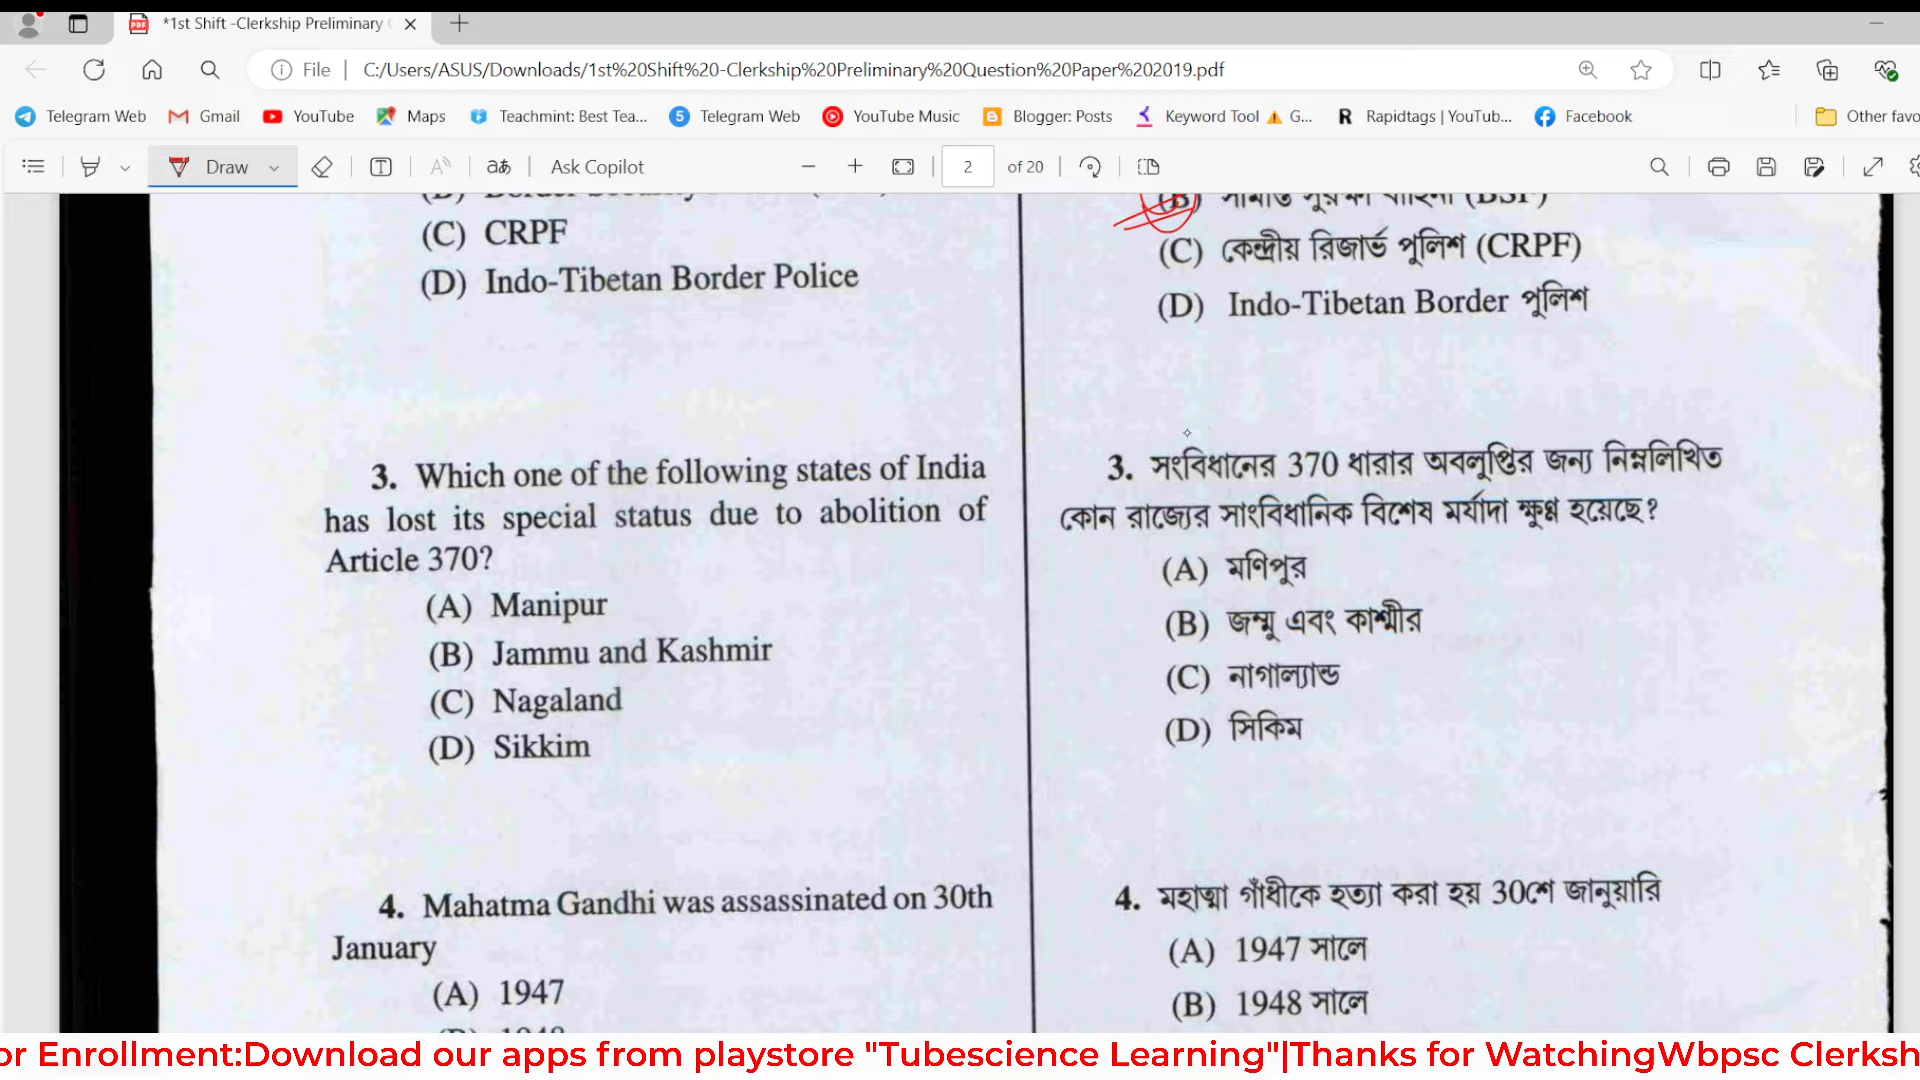 *1st Shift -Clerkship Preliminary
File C:/Users/ASUS/Downloads/1st%20Shift%20-Clerkship%20Preliminary%20Question%20Paper%202019.pdf
Telegram Web Gmail YouTube Maps Teachmint: Best Tea... Telegram Web YouTube Music Blogger: Posts Keyword Tool G... Rapidtags | YouTub... Facebook Other favo
Draw Ask Copilot 2 of 20
(C) CRPF
(D) Indo-Tibetan Border Police
3. Which one of the following states of India
has lost its special status due to abolition of
Article 370?
(A) Manipur
(B) Jammu and Kashmir
(C) Nagaland
(D) Sikkim
4. Mahatma Gandhi was assassinated on 30th
January
(A) 1947
(B) সীমান্ত সুরক্ষা বাহিনী (BSF)
(C) কেন্দ্রীয় রিজার্ভ পুলিশ (CRPF)
(D) Indo-Tibetan Border পুলিশ
3. সংবিধানের 370 ধারার অবলুপ্তির জন্য নিম্নলিখিত
কোন রাজ্যের সাংবিধানিক বিশেষ মর্যাদা ক্ষুণ্ণ হয়েছে?
(A) মণিপুর
(B) জম্মু এবং কাশ্মীর
(C) নাগাল্যান্ড
(D) সিকিম
4. মহাত্মা গাঁধীকে হত্যা করা হয় 30শে জানুয়ারি
(A) 1947 সালে
(B) 1948 সালে
or Enrollment:Download our apps from playstore "Tubescience Learning"|Thanks for WatchingWbpsc Clerksh